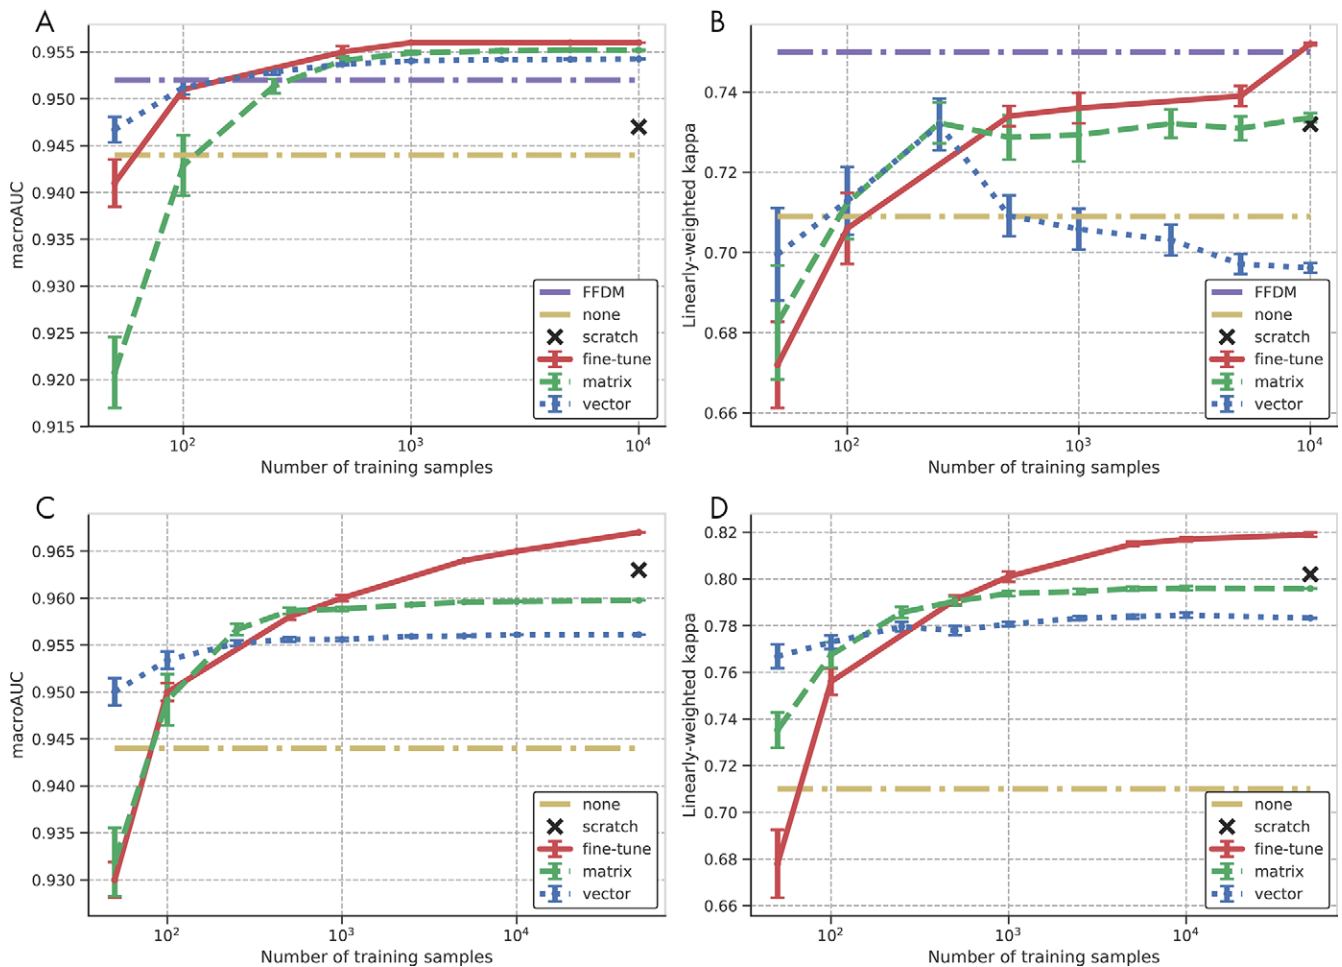 A
macroAUC
0.955
0.950
0.945
0.940
0.935
0.930
0.925
0.920
0.915
10²
10³
10⁴
Number of training samples
FFDM
none
scratch
fine-tune
matrix
vector
B
Linearly-weighted kappa
0.74
0.72
0.70
0.68
0.66
10²
10³
10⁴
Number of training samples
FFDM
none
scratch
fine-tune
matrix
vector
C
macroAUC
0.965
0.960
0.955
0.950
0.945
0.940
0.935
0.930
10²
10³
10⁴
Number of training samples
none
scratch
fine-tune
matrix
vector
D
Linearly-weighted kappa
0.82
0.80
0.78
0.76
0.74
0.72
0.70
0.68
0.66
10²
10³
10⁴
Number of training samples
none
scratch
fine-tune
matrix
vector